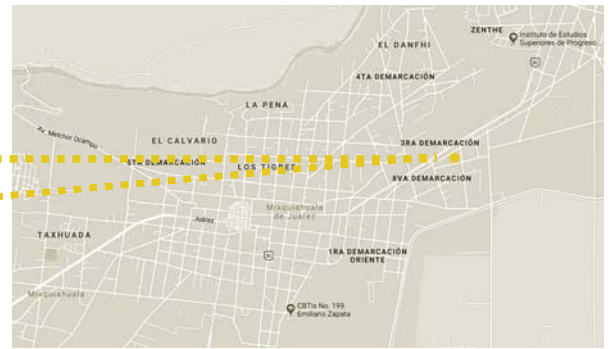 ZENTHE
Instituto de Estudios
Superiores de Progreso...
EL DANFHI
4TA DEMARCACIÓN
LA PENA
Av. Melchor Ocampo
EL CALVARIO
3RA DEMARCACIÓN
5TA DEMARCACIÓN
LOS TIGRES
8VA DEMARCACIÓN
Mixquiahuala
de Juárez
Juárez
TAXHUADA
1RA DEMARCACIÓN
ORIENTE
Mixquiahuala
CBTis No. 199
Emiliano Zapata